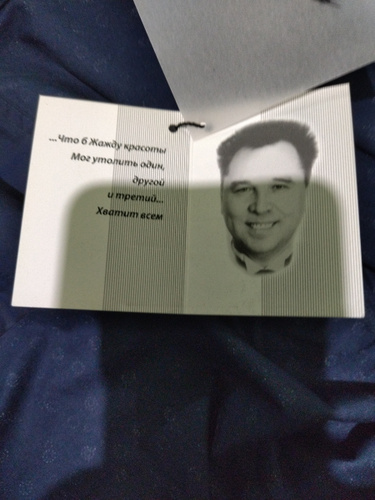 ...Что б Жажду красоты
Мог утолить один,
другой
и третий...
Хватит всем